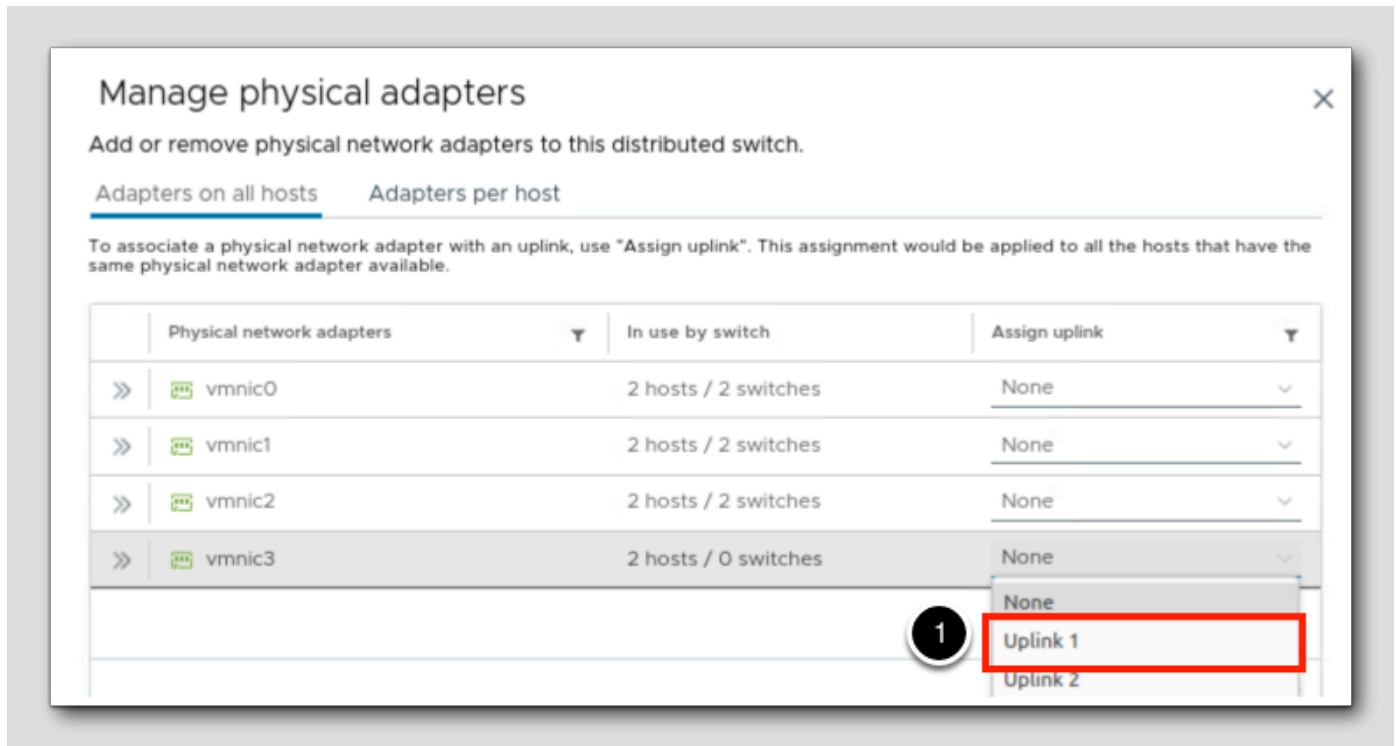 Manage physical adapters
Add or remove physical network adapters to this distributed switch.
Adapters on all hosts Adapters per host
To associate a physical network adapter with an uplink, use "Assign uplink". This assignment would be applied to all the hosts that have the
same physical network adapter available.
Physical network adapters In use by switch Assign uplink
vmnic0 2 hosts / 2 switches None
vmnic1 2 hosts / 2 switches None
vmnic2 2 hosts / 2 switches None
vmnic3 2 hosts / 0 switches None
None
1 Uplink 1
Uplink 2